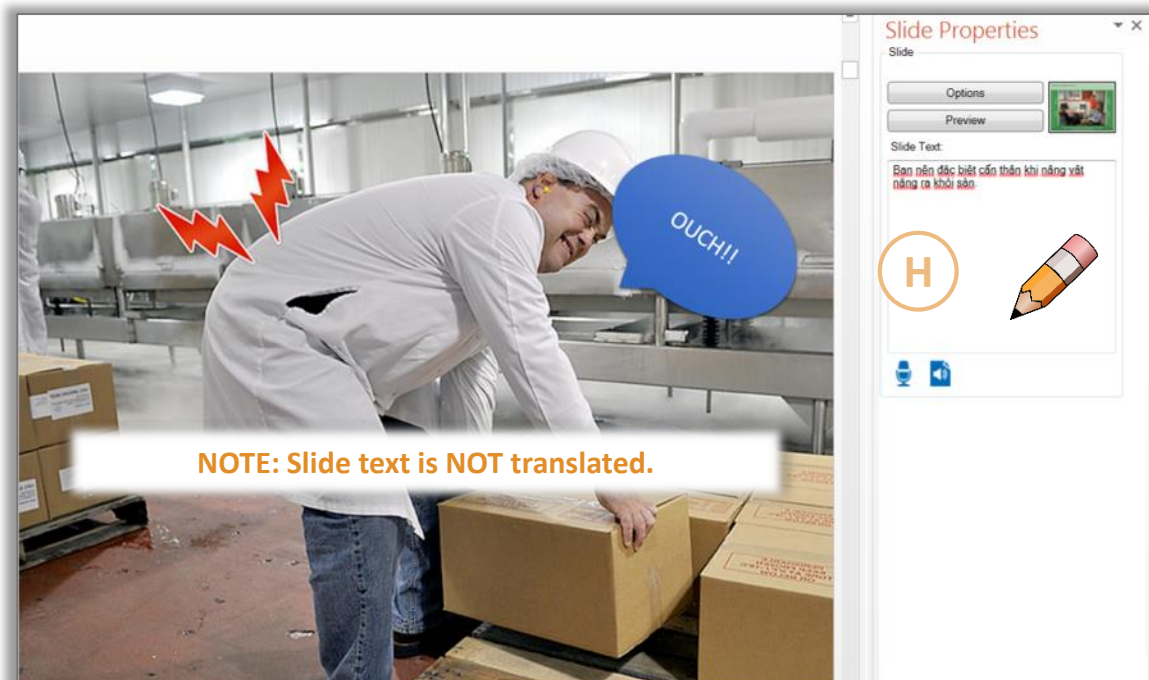 Slide Properties
Slide
Options
Preview
Slide Text:
Bạn nên đặc biệt cẩn thận khi nâng vật
nặng ra khỏi sàn.
OUCH!!
H
NOTE: Slide text is NOT translated.